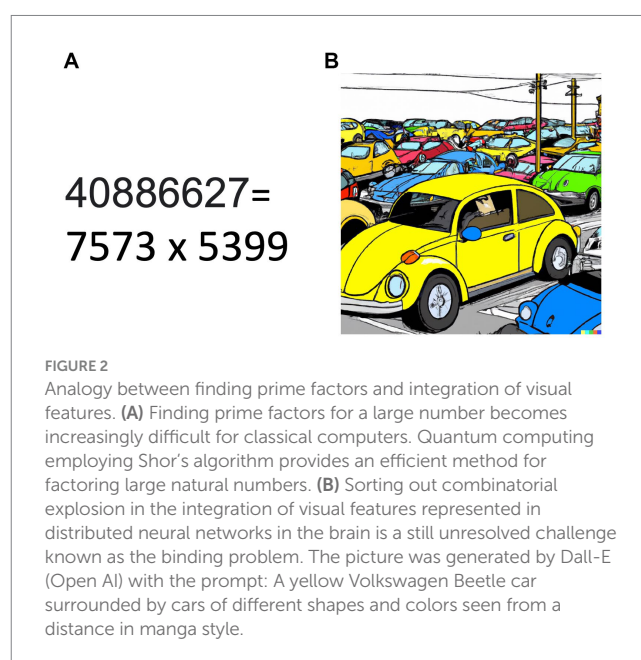 A
B
40886627=
7573 x 5399
FIGURE 2
Analogy between finding prime factors and integration of visual
features. (A) Finding prime factors for a large number becomes
increasingly difficult for classical computers. Quantum computing
employing Shor’s algorithm provides an efficient method for
factoring large natural numbers. (B) Sorting out combinatorial
explosion in the integration of visual features represented in
distributed neural networks in the brain is a still unresolved challenge
known as the binding problem. The picture was generated by Dall-E
(Open AI) with the prompt: A yellow Volkswagen Beetle car
surrounded by cars of different shapes and colors seen from a
distance in manga style.